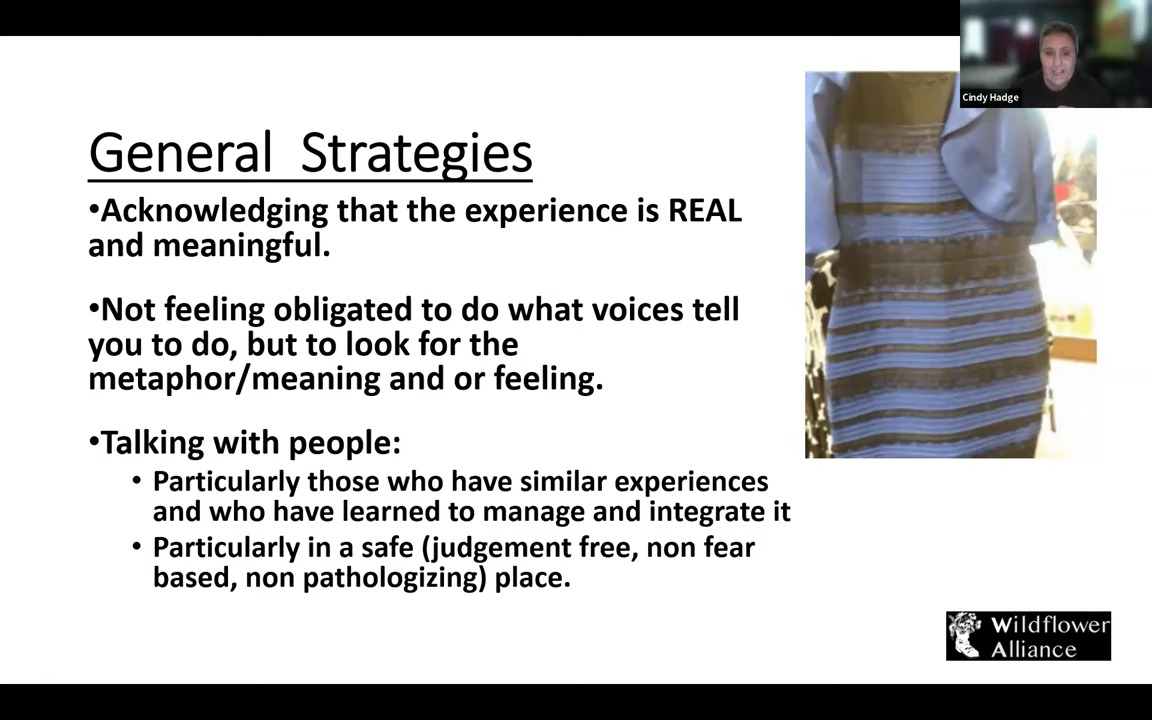 Cindy Hadge
General Strategies
•Acknowledging that the experience is REAL
and meaningful.
•Not feeling obligated to do what voices tell
you to do, but to look for the
metaphor/meaning and or feeling.
•Talking with people:
• Particularly those who have similar experiences
and who have learned to manage and integrate it
• Particularly in a safe (judgement free, non fear
based, non pathologizing) place.
Wildflower
Alliance